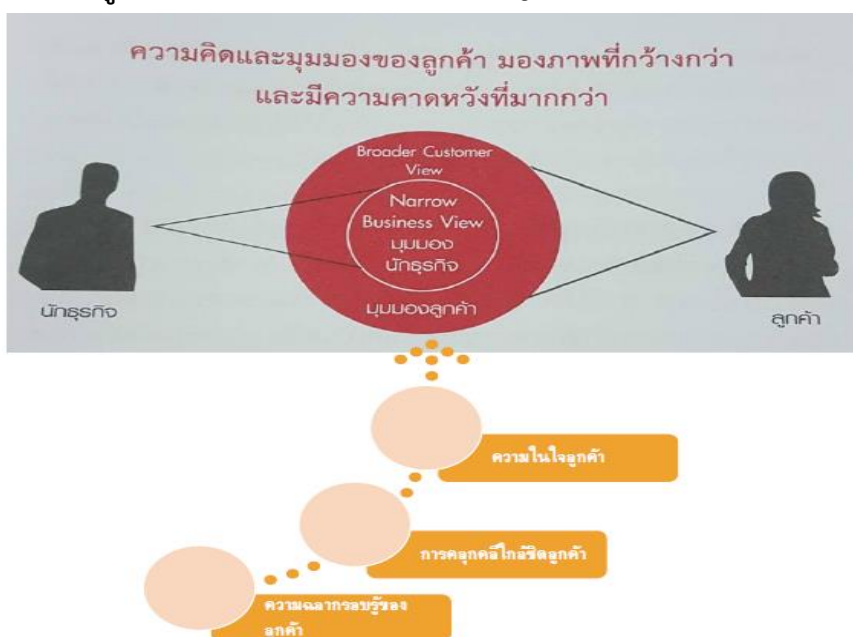 ความคิดและมุมมองของลูกค้า มองภาพที่กว้างกว่า
และมีความคาดหวังที่มากกว่า
Broader Customer
View
Narrow
Business View
มุมมอง
นักธุรกิจ
มุมมองลูกค้า
นักธุรกิจ
ลูกค้า
ความในใจลูกค้า
การคลุกคลีใกล้ชิดลูกค้า
ความฉลากรอบรู้ของ
ลูกค้า